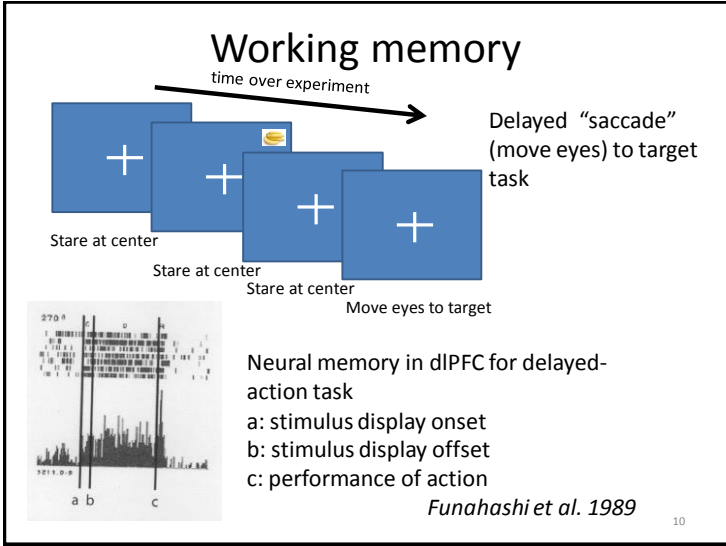 Working memory
time over experiment
Delayed “saccade”
(move eyes) to target
task
Stare at center
Stare at center
Stare at center
Move eyes to target
270
C D R
Neural memory in dlPFC for delayed-
action task
a: stimulus display onset
b: stimulus display offset
c: performance of action
a b c
Funahashi et al. 1989
10